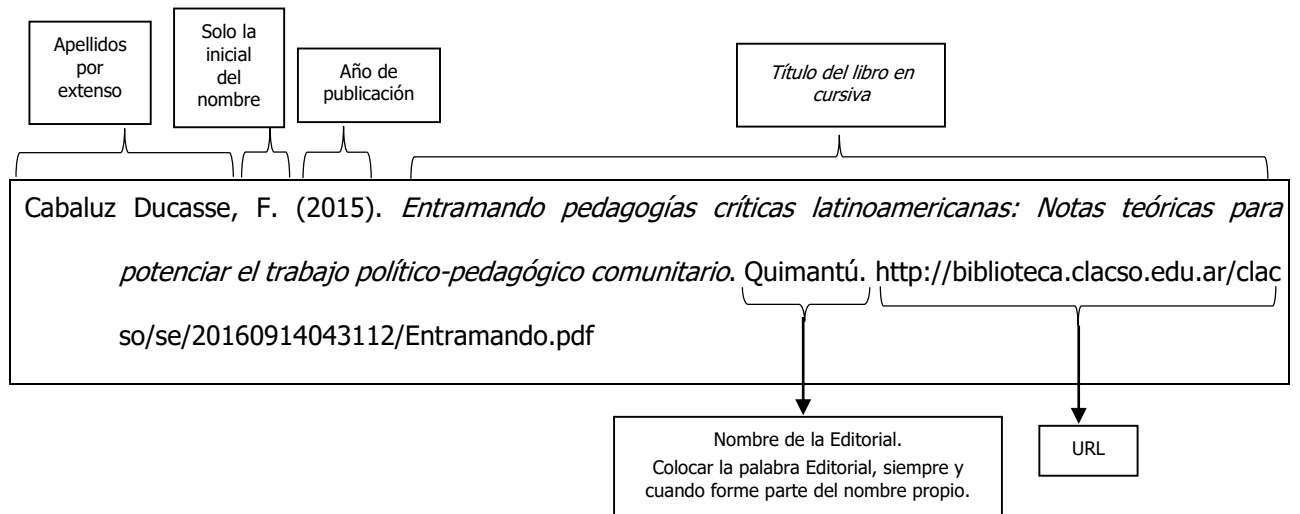 Apellidos
por
extenso
Solo la
inicial
del
nombre
Año de
publicación
Título del libro en
cursiva
Cabaluz Ducasse, F. (2015). Entramando pedagogías críticas latinoamericanas: Notas teóricas para
potenciar el trabajo político-pedagógico comunitario. Quimantú. http://biblioteca.clacso.edu.ar/clac
so/se/20160914043112/Entramando.pdf
Nombre de la Editorial.
Colocar la palabra Editorial, siempre y
cuando forme parte del nombre propio.
URL